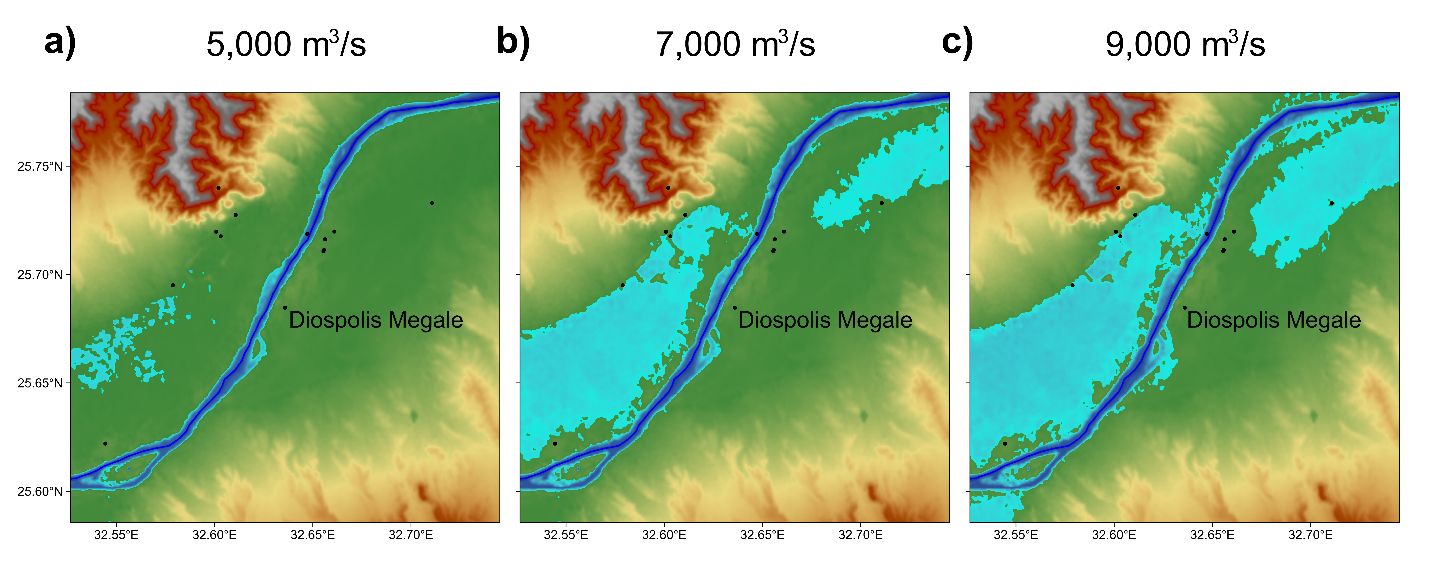 a) 5,000 m³/s b) 7,000 m³/s c) 9,000 m³/s
25.75°N
25.70°N
Diospolis Megale Diospolis Megale Diospolis Megale
25.65°N
25.60°N
32.55°E 32.60°E 32.65°E 32.70°E 32.55°E 32.60°E 32.65°E 32.70°E 32.55°E 32.60°E 32.65°E 32.70°E